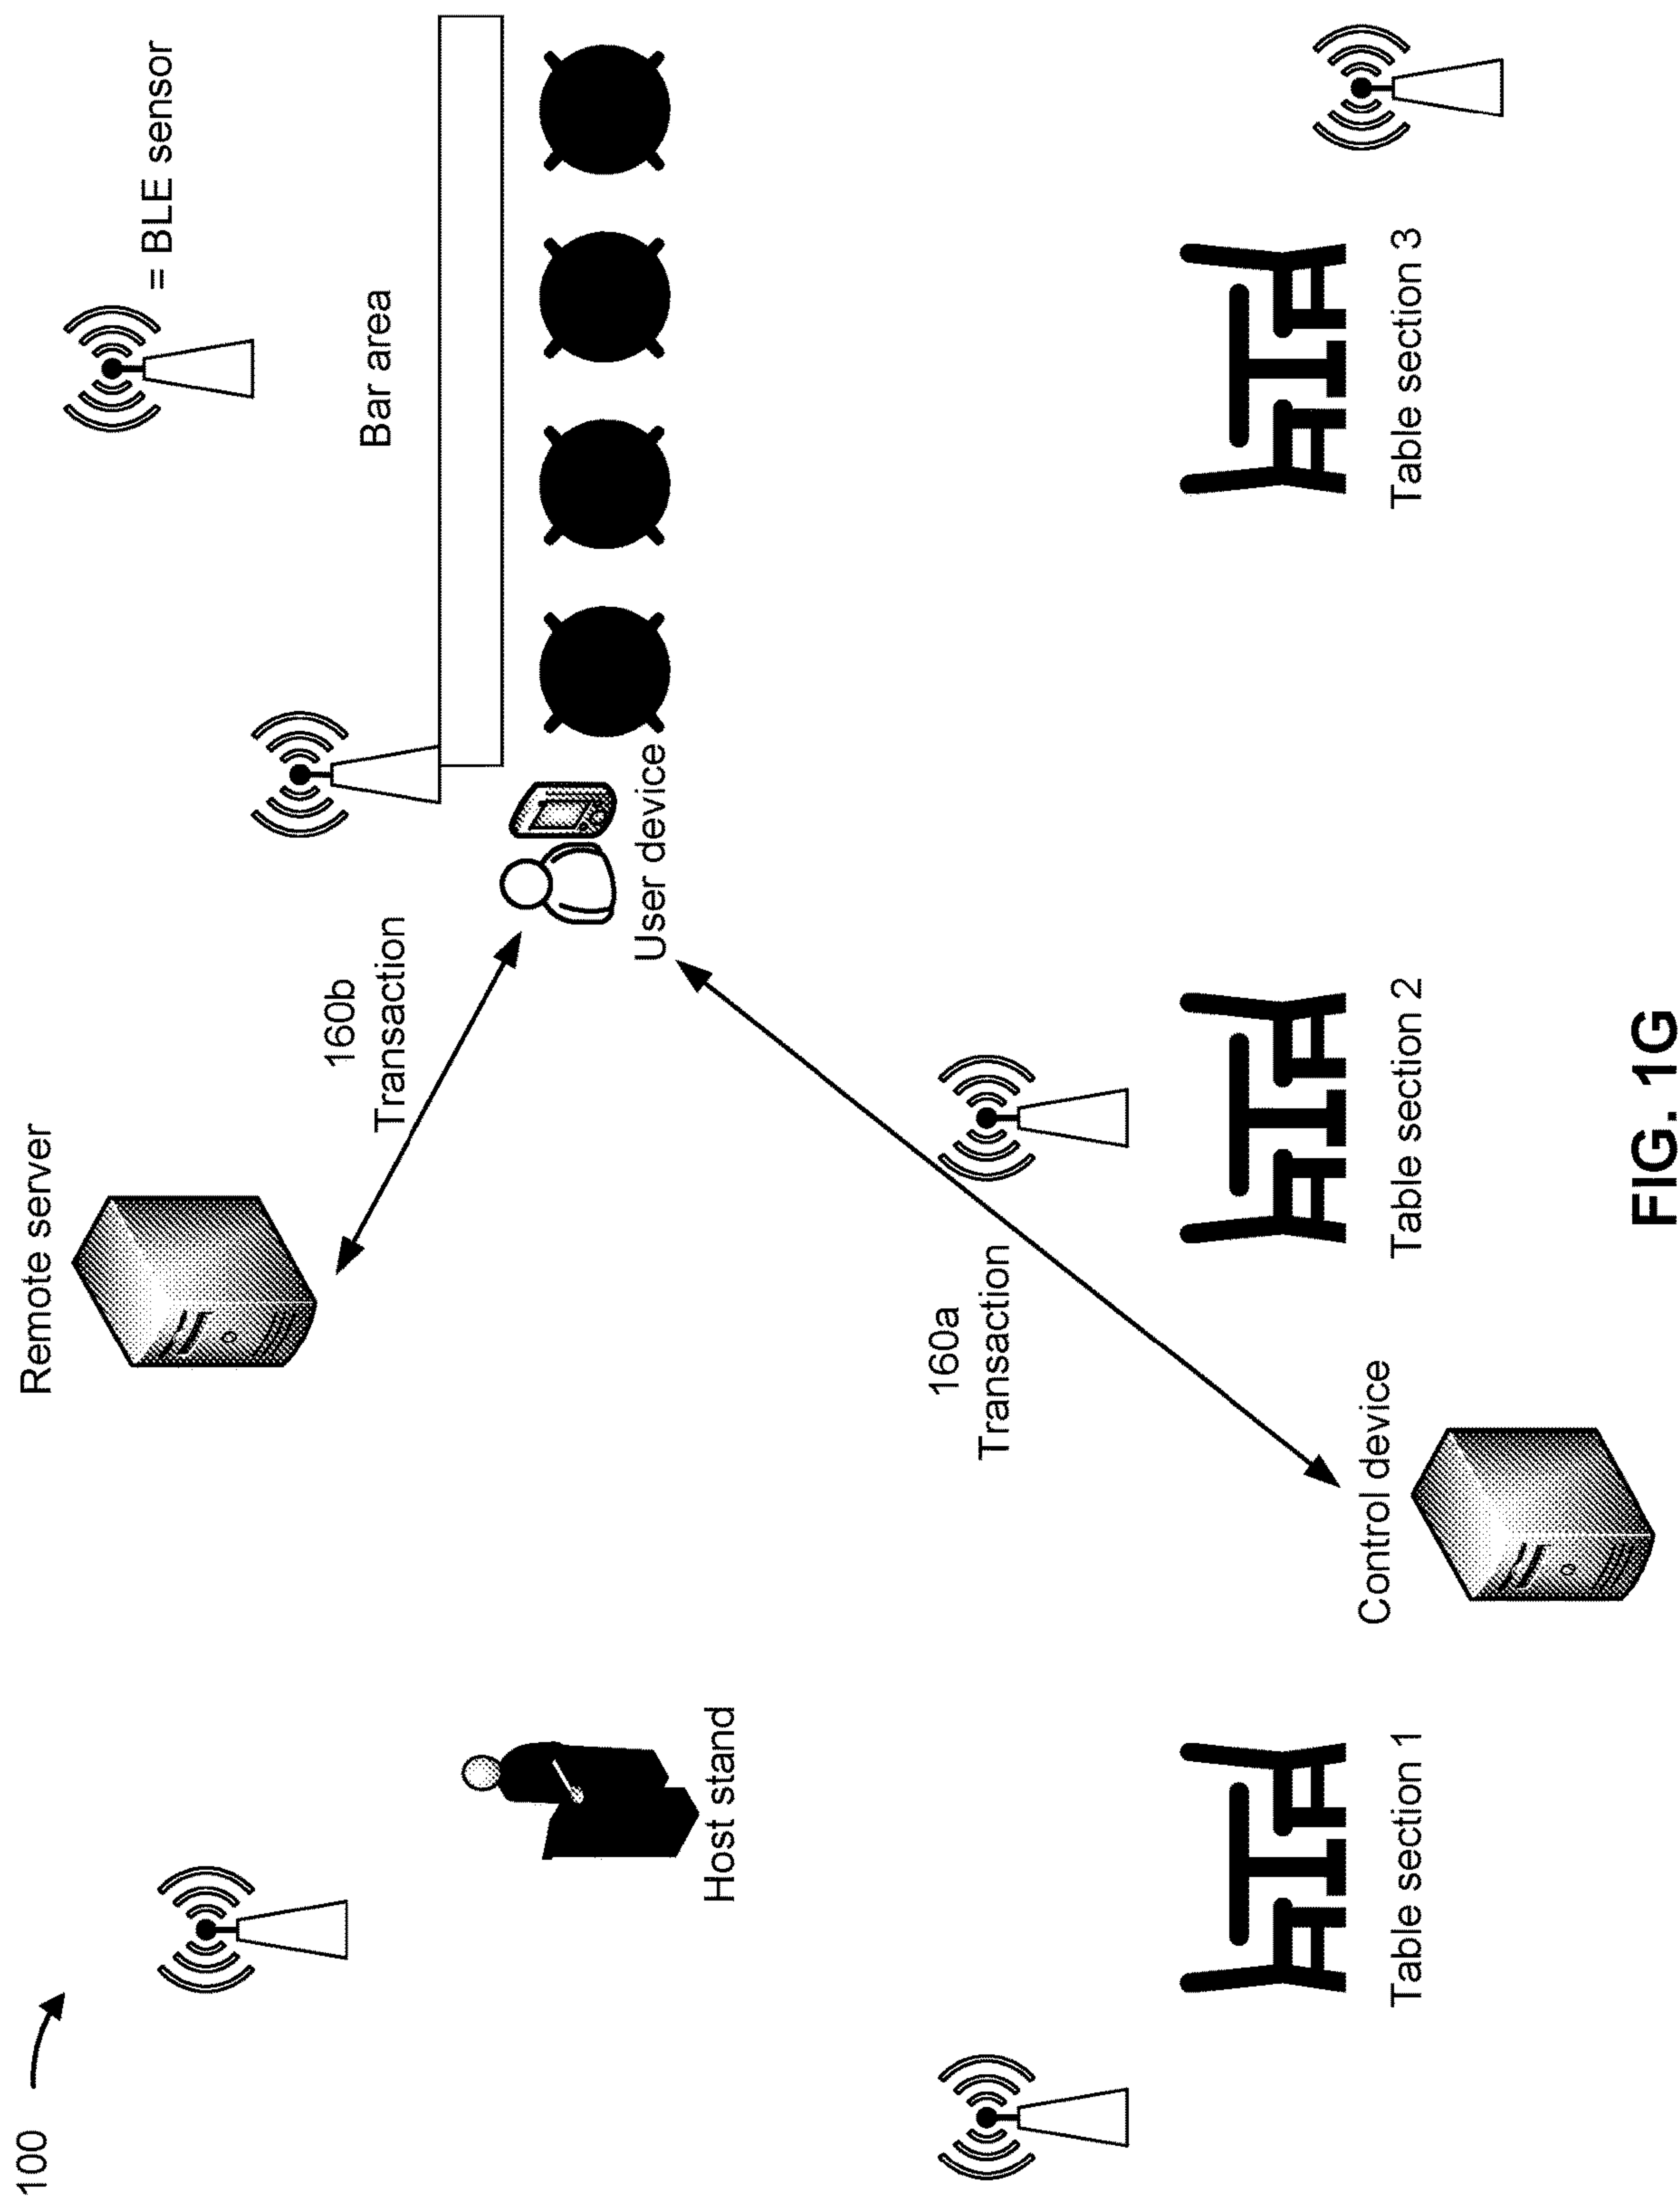 100
Remote server
= BLE sensor
160b
Transaction
Bar area
Host stand
User device
160a
Transaction
Control device
Table section 1
Table section 2
Table section 3
FIG. 1G